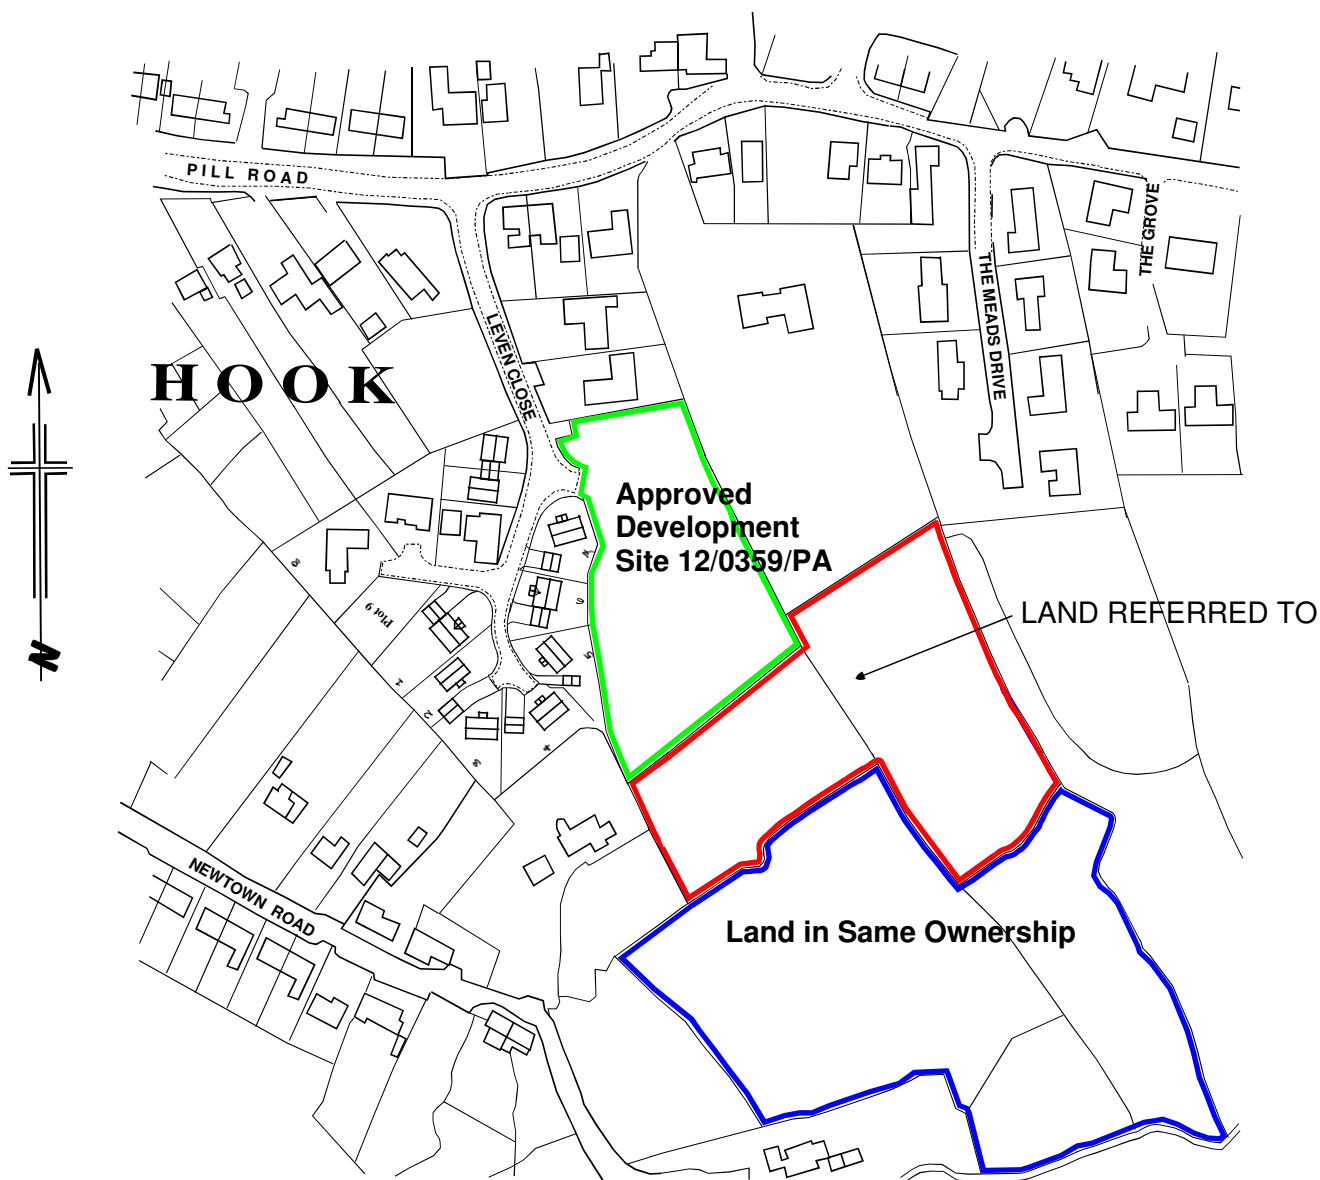 PILL ROAD
THE GROVE
THE MEADS DRIVE
LEVEN CLOSE
HOOK
Approved
Development
Site 12/0359/PA
8
Plot 9
6
5
LAND REFERRED TO
N
1
2
3
4
NEWTOWN ROAD
Land in Same Ownership